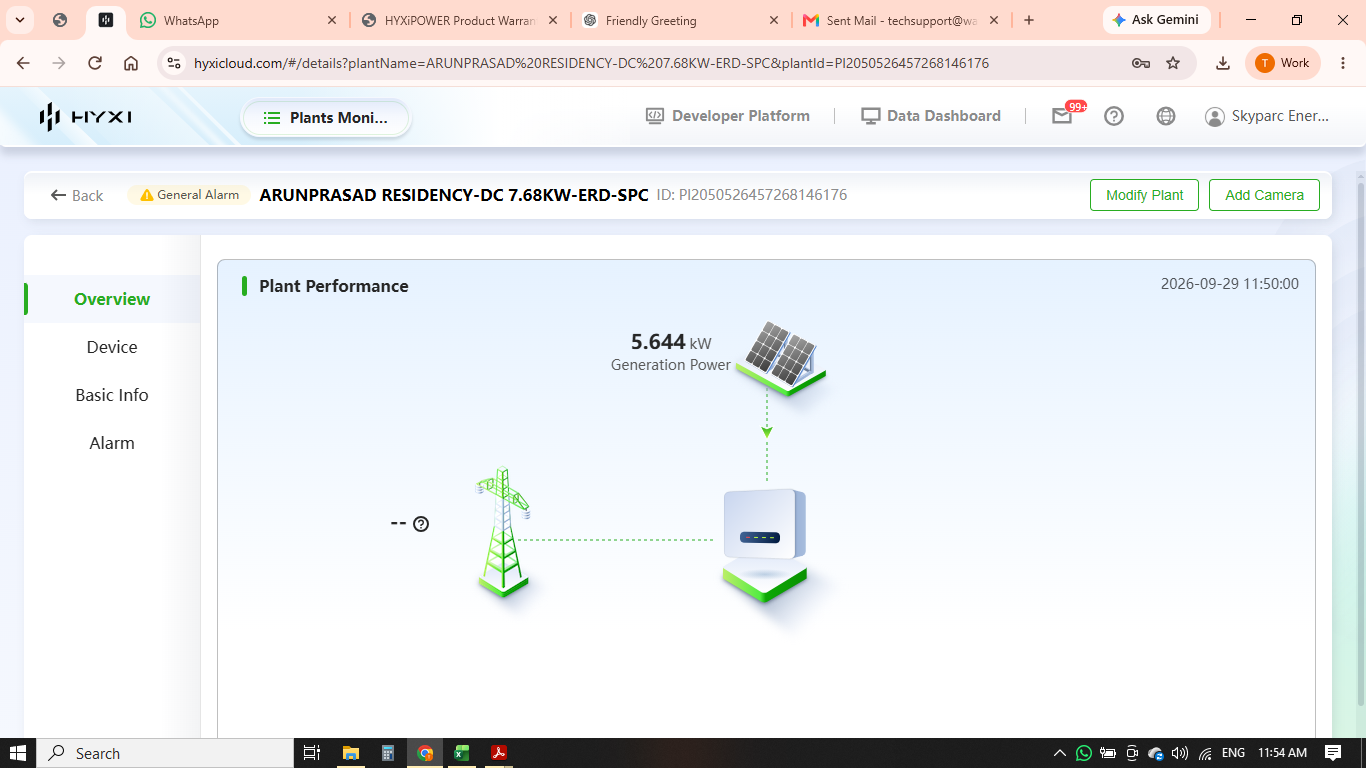 WhatsApp
HYXiPOWER Product Warran
Friendly Greeting
Sent Mail - techsupport@wa
Ask Gemini
hyxicloud.com/#/details?plantName=ARUNPRASAD%20RESIDENCY-DC%207.68KW-ERD-SPC&plantId=PI2050526457268146176
T Work
HYXI
Plants Moni...
Developer Platform
Data Dashboard
99+
Skyparc Ener...
Back
General Alarm
ARUNPRASAD RESIDENCY-DC 7.68KW-ERD-SPC ID: PI2050526457268146176
Modify Plant
Add Camera
Overview
Device
Basic Info
Alarm
Plant Performance
2026-09-29 11:50:00
5.644 kW
Generation Power
--
Search
ENG
11:54 AM